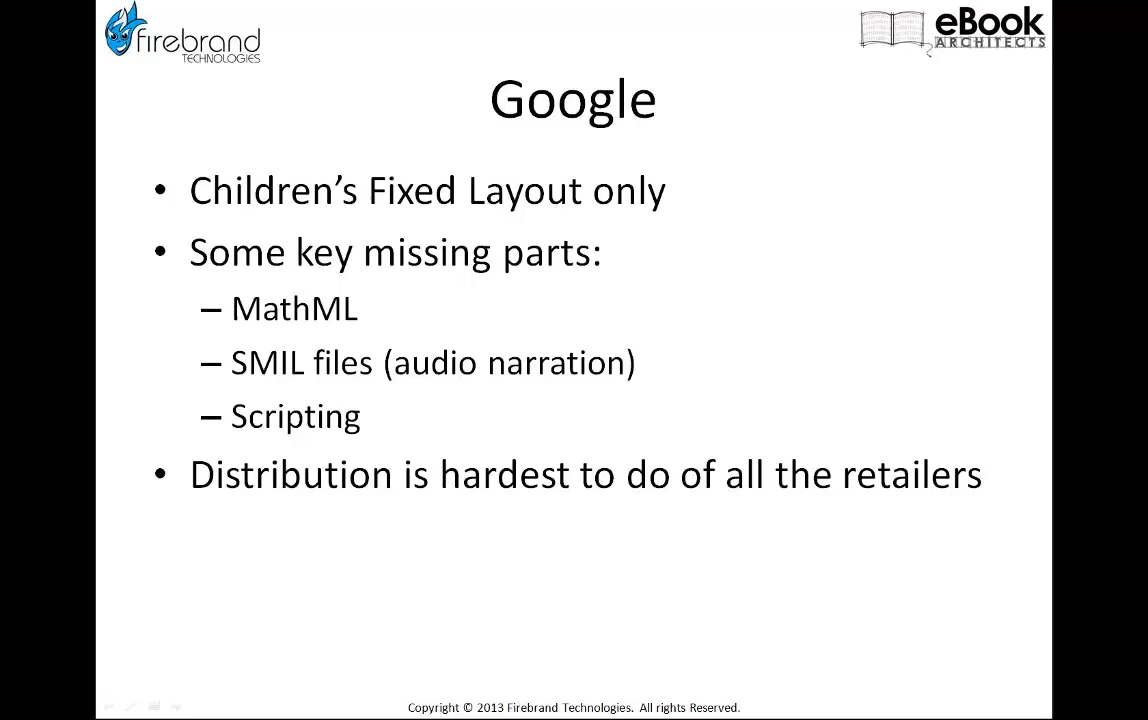 firebrand
TECHNOLOGIES
eBook
ARCHITECTS
Google
• Children’s Fixed Layout only
• Some key missing parts:
– MathML
– SMIL files (audio narration)
– Scripting
• Distribution is hardest to do of all the retailers
Copyright © 2013 Firebrand Technologies. All rights Reserved.